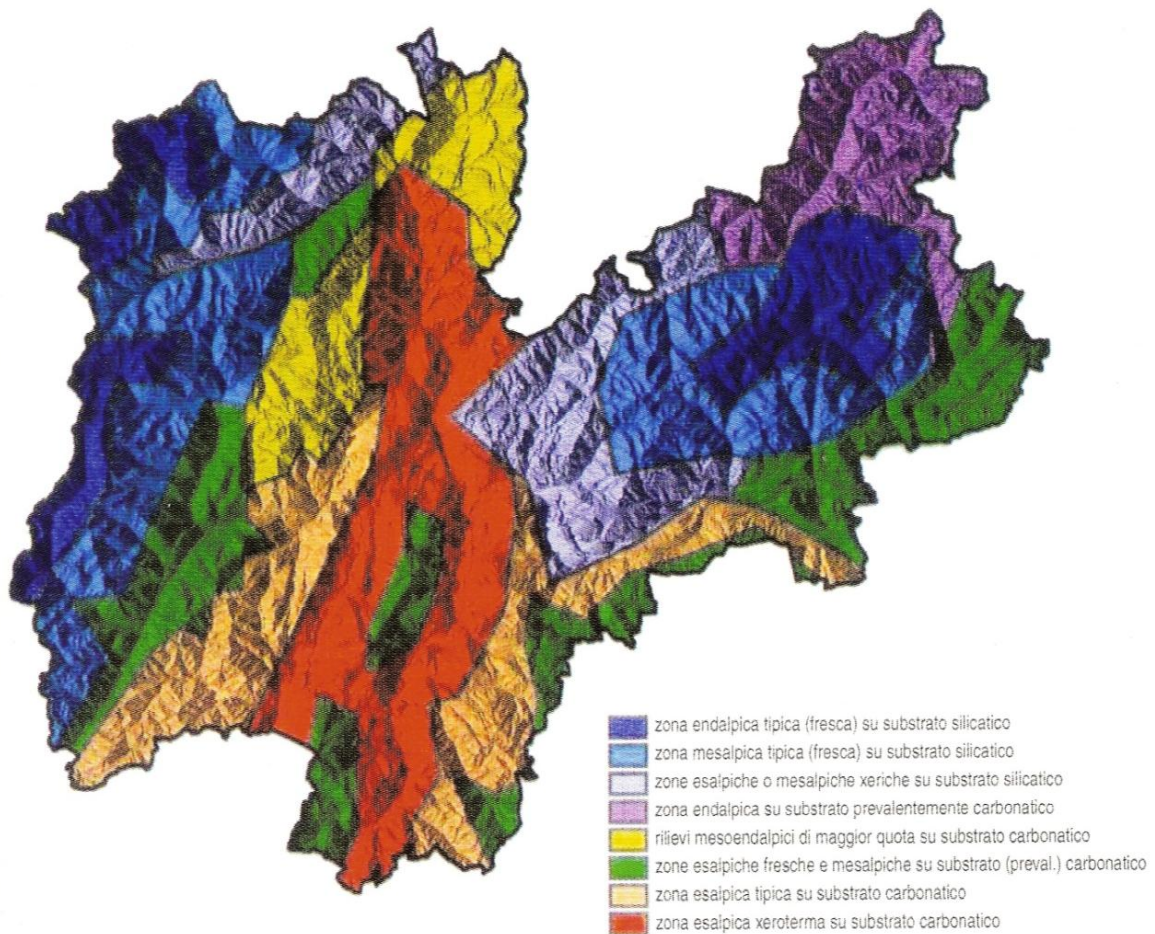 zona endalpica tipica (fresca) su substrato silicatico
zona mesalpica tipica (fresca) su substrato silicatico
zone esalpiche o mesalpiche xeriche su substrato silicatico
zona endalpica su substrato prevalentemente carbonatico
rilievi mesoendalpici di maggior quota su substrato carbonatico
zone esalpiche fresche e mesalpiche su substrato (preval.) carbonatico
zona esalpica tipica su substrato carbonatico
zona esalpica xeroterma su substrato carbonatico